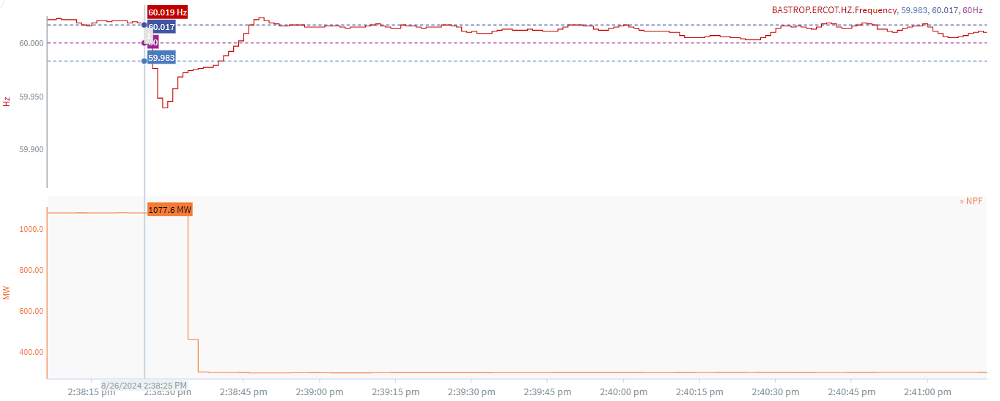 60.019 Hz
BASTROP.ERCOT.HZ.Frequency, 59.983, 60.017, 60Hz
60.017
60.000
60
59.983
59.950
Hz
59.900
» NPF
1077.6 MW
1000.0
800.00
MW
600.00
400.00
8/26/2024 2:38:25 PM
2:38:15 pm 2:38:30 pm 2:38:45 pm 2:39:00 pm 2:39:15 pm 2:39:30 pm 2:39:45 pm 2:40:00 pm 2:40:15 pm 2:40:30 pm 2:40:45 pm 2:41:00 pm